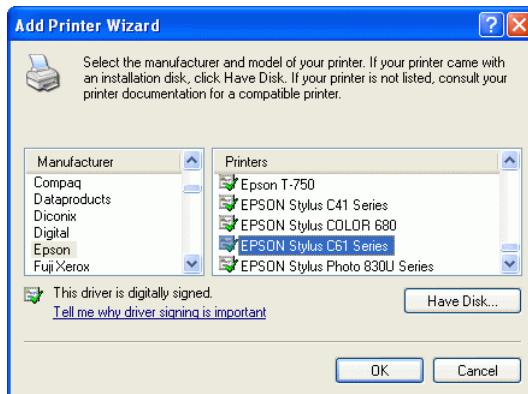 Add Printer Wizard
Select the manufacturer and model of your printer. If your printer came with
an installation disk, click Have Disk. If your printer is not listed, consult your
printer documentation for a compatible printer.
Manufacturer
Compaq
Dataproducts
Diconix
Digital
Epson
Fuji Xerox
Printers
Epson T-750
EPSON Stylus C41 Series
EPSON Stylus COLOR 680
EPSON Stylus C61 Series
EPSON Stylus Photo 830U Series
This driver is digitally signed.
Tell me why driver signing is important
Have Disk...
OK
Cancel